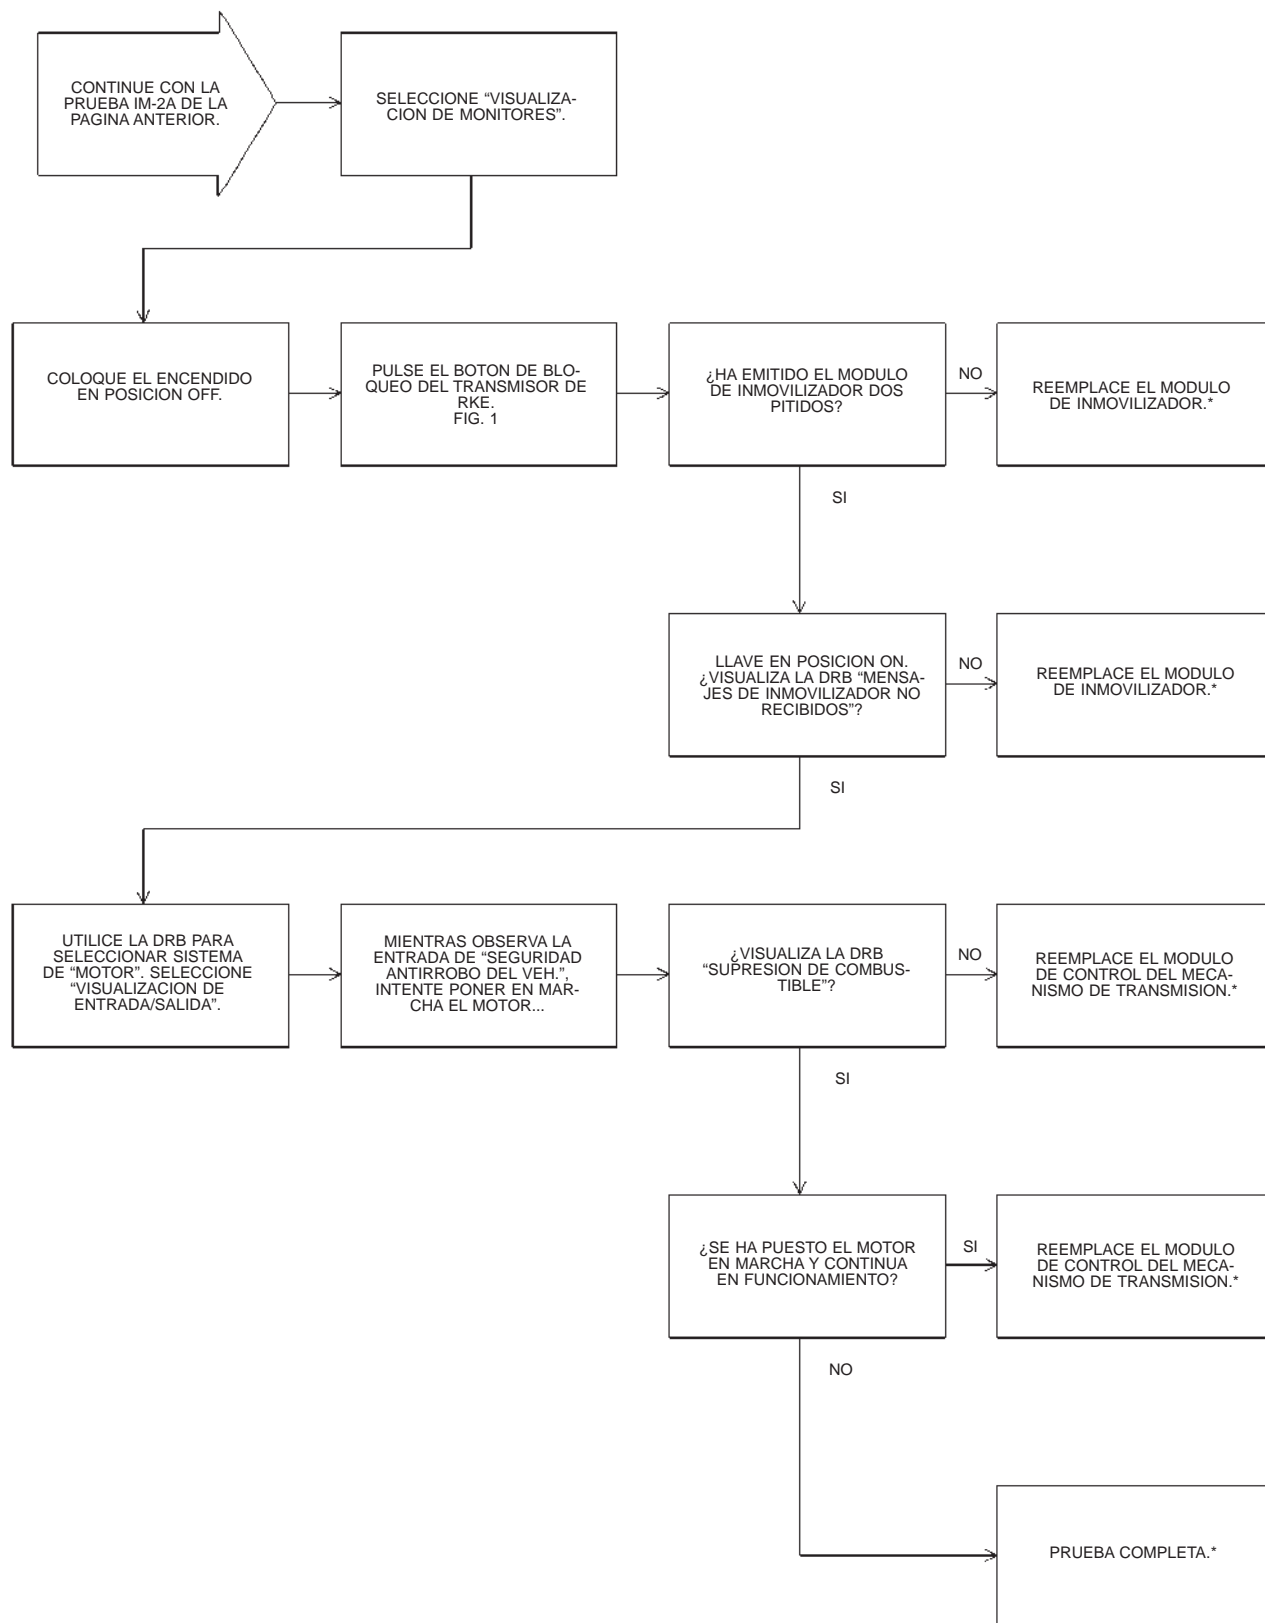 CONTINUE CON LA
PRUEBA IM-2A DE LA
PAGINA ANTERIOR.
SELECCIONE “VISUALIZA-
CION DE MONITORES”.
COLOQUE EL ENCENDIDO
EN POSICION OFF.
PULSE EL BOTON DE BLO-
QUEO DEL TRANSMISOR DE
RKE.
FIG. 1
¿HA EMITIDO EL MODULO
DE INMOVILIZADOR DOS
PITIDOS?
NO
REEMPLACE EL MODULO
DE INMOVILIZADOR.*
SI
LLAVE EN POSICION ON.
¿VISUALIZA LA DRB “MENSA-
JES DE INMOVILIZADOR NO
RECIBIDOS”?
NO
REEMPLACE EL MODULO
DE INMOVILIZADOR.*
SI
UTILICE LA DRB PARA
SELECCIONAR SISTEMA
DE “MOTOR”. SELECCIONE
“VISUALIZACION DE
ENTRADA/SALIDA”.
MIENTRAS OBSERVA LA
ENTRADA DE “SEGURIDAD
ANTIRROBO DEL VEH.”,
INTENTE PONER EN MAR-
CHA EL MOTOR...
¿VISUALIZA LA DRB
“SUPRESION DE COMBUS-
TIBLE”?
NO
REEMPLACE EL MODULO
DE CONTROL DEL MECA-
NISMO DE TRANSMISION.*
SI
¿SE HA PUESTO EL MOTOR
EN MARCHA Y CONTINUA
EN FUNCIONAMIENTO?
SI
REEMPLACE EL MODULO
DE CONTROL DEL MECA-
NISMO DE TRANSMISION.*
NO
PRUEBA COMPLETA.*